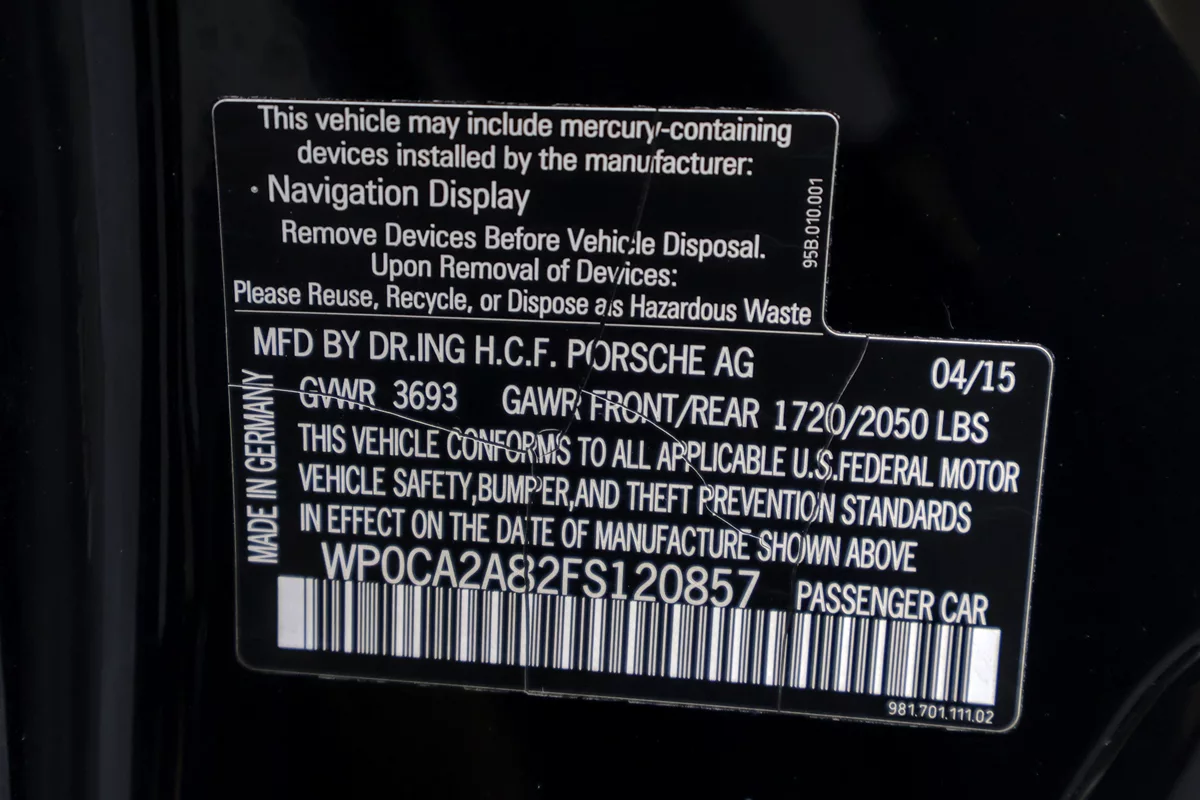 This vehicle may include mercury-containing
devices installed by the manufacturer:
• Navigation Display
Remove Devices Before Vehicle Disposal.
Upon Removal of Devices:
Please Reuse, Recycle, or Dispose as Hazardous Waste
95B.010.001
MFD BY DR.ING H.C.F. PORSCHE AG 04/15
GVWR 3693 GAWR FRONT/REAR 1720/2050 LBS
THIS VEHICLE CONFORMS TO ALL APPLICABLE U.S.FEDERAL MOTOR
VEHICLE SAFETY,BUMPER,AND THEFT PREVENTION STANDARDS
IN EFFECT ON THE DATE OF MANUFACTURE SHOWN ABOVE
MADE IN GERMANY
WP0CA2A82FS120857 PASSENGER CAR
981.701.111.02